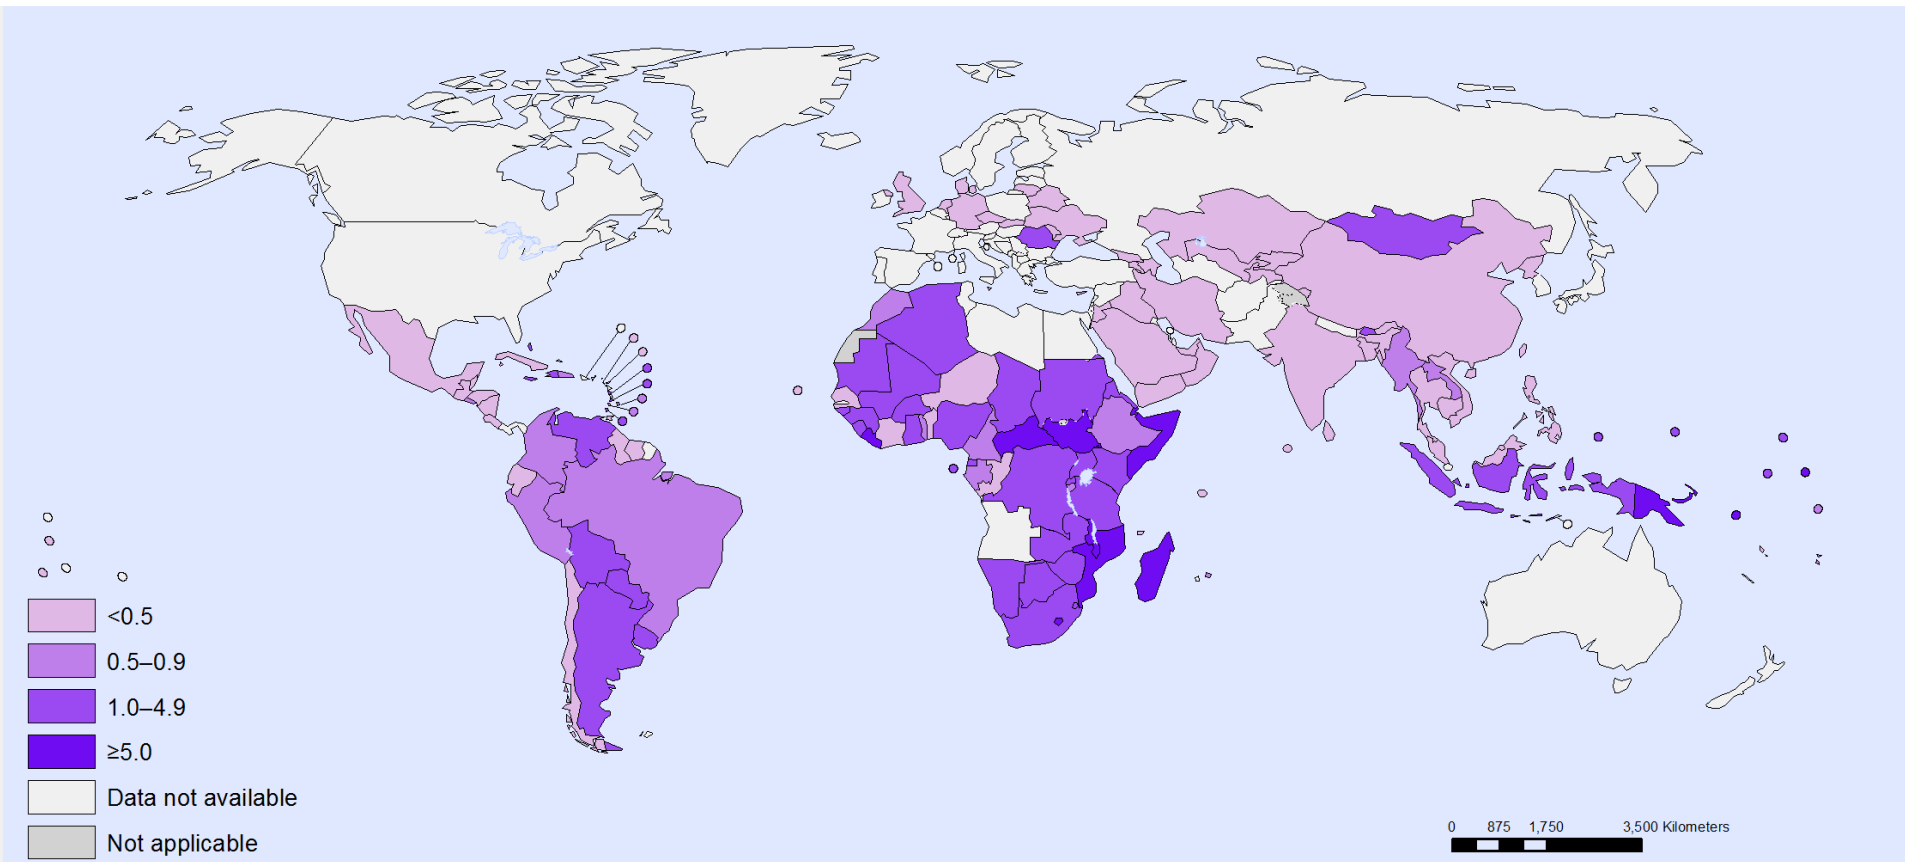 <0.5
0.5–0.9
1.0–4.9
≥5.0
Data not available
Not applicable
0 875 1,750 3,500 Kilometers